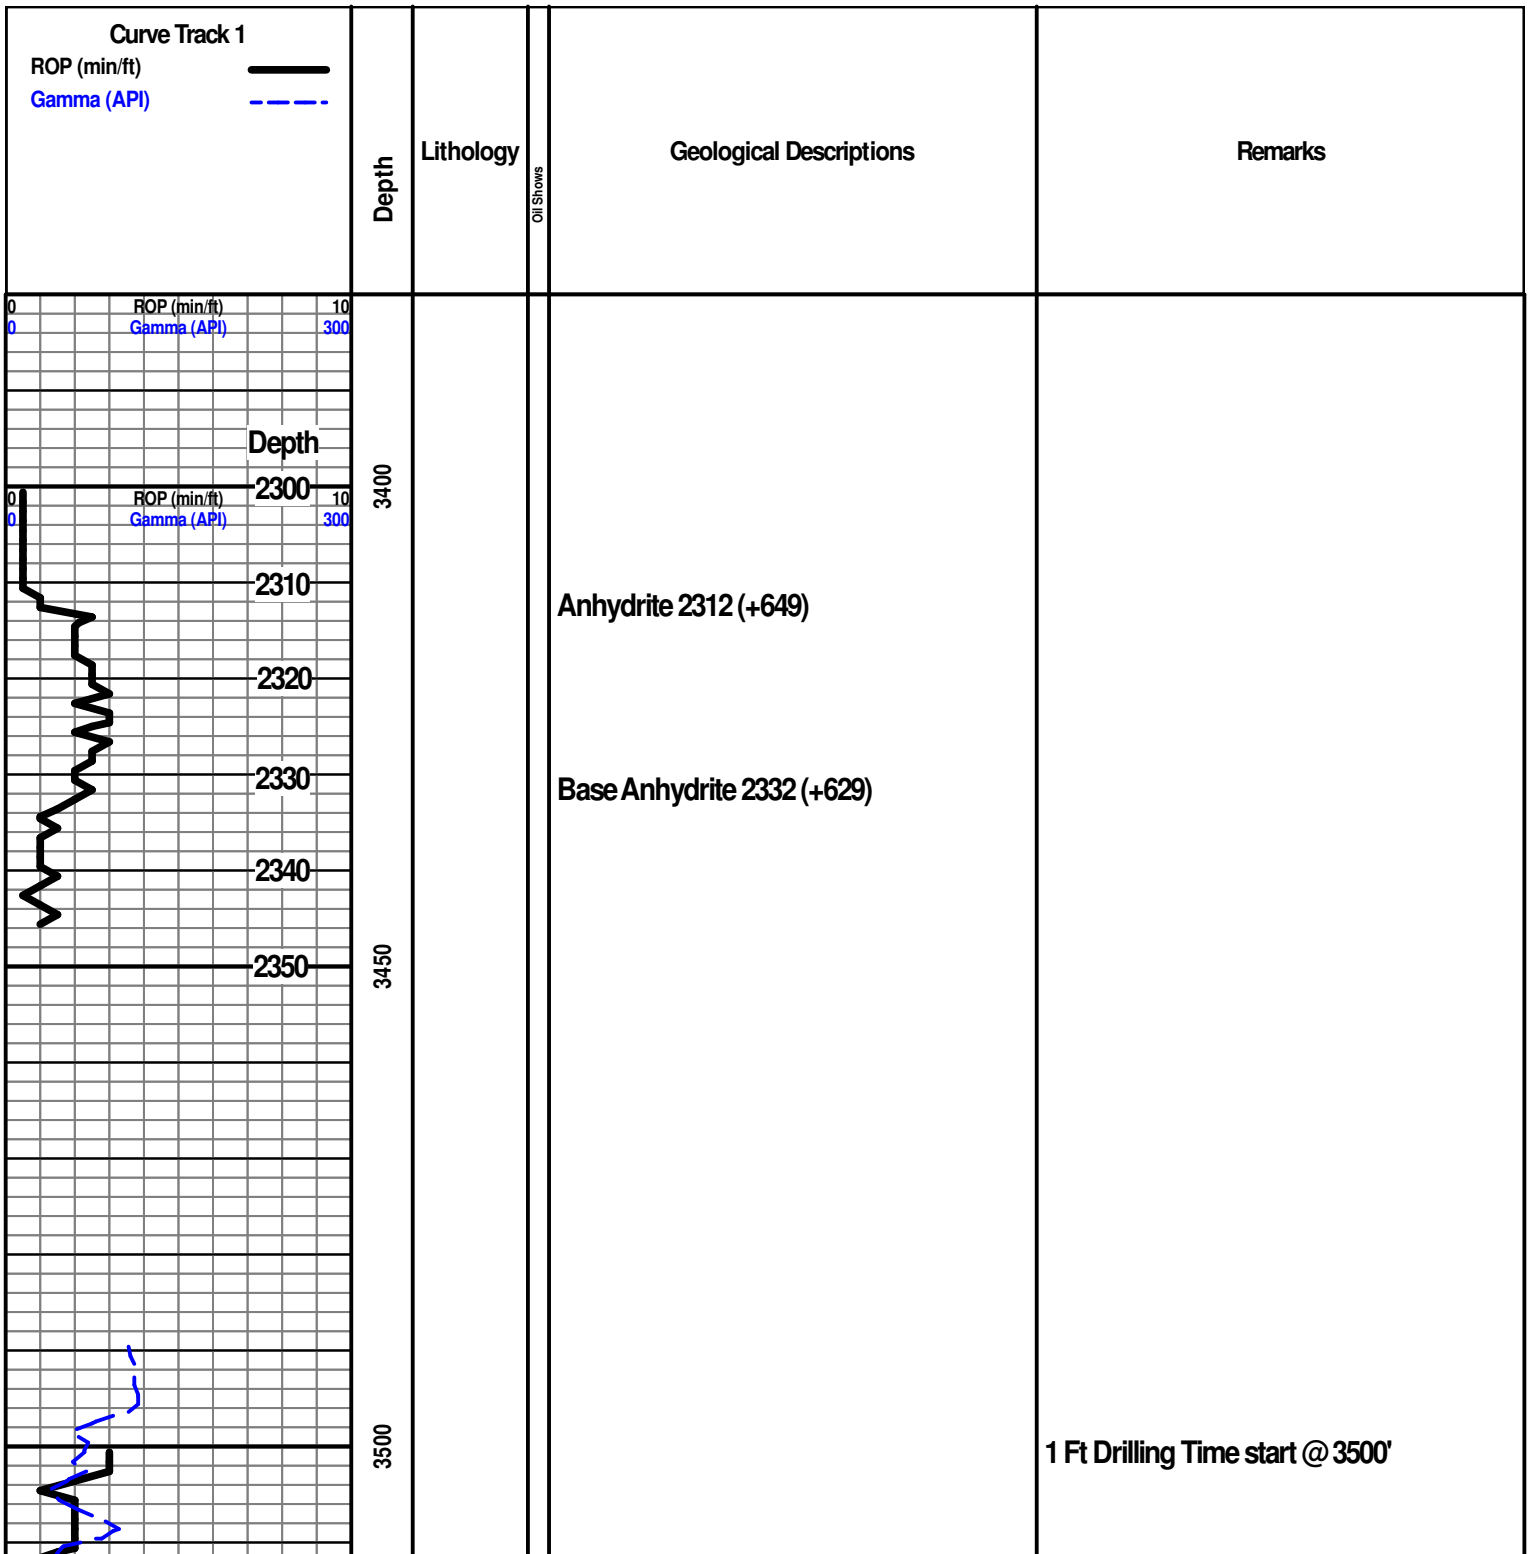 Curve Track 1
ROP (min/ft)
Gamma (API)
Depth
Lithology
Oil Shows
Geological Descriptions
Remarks
0 ROP (min/ft) 10
0 Gamma (API) 300
Depth
2300
3400
0 ROP (min/ft) 10
0 Gamma (API) 300
2310
Anhydrite 2312 (+649)
2320
2330
Base Anhydrite 2332 (+629)
2340
2350
3450
3500
1 Ft Drilling Time start @ 3500'